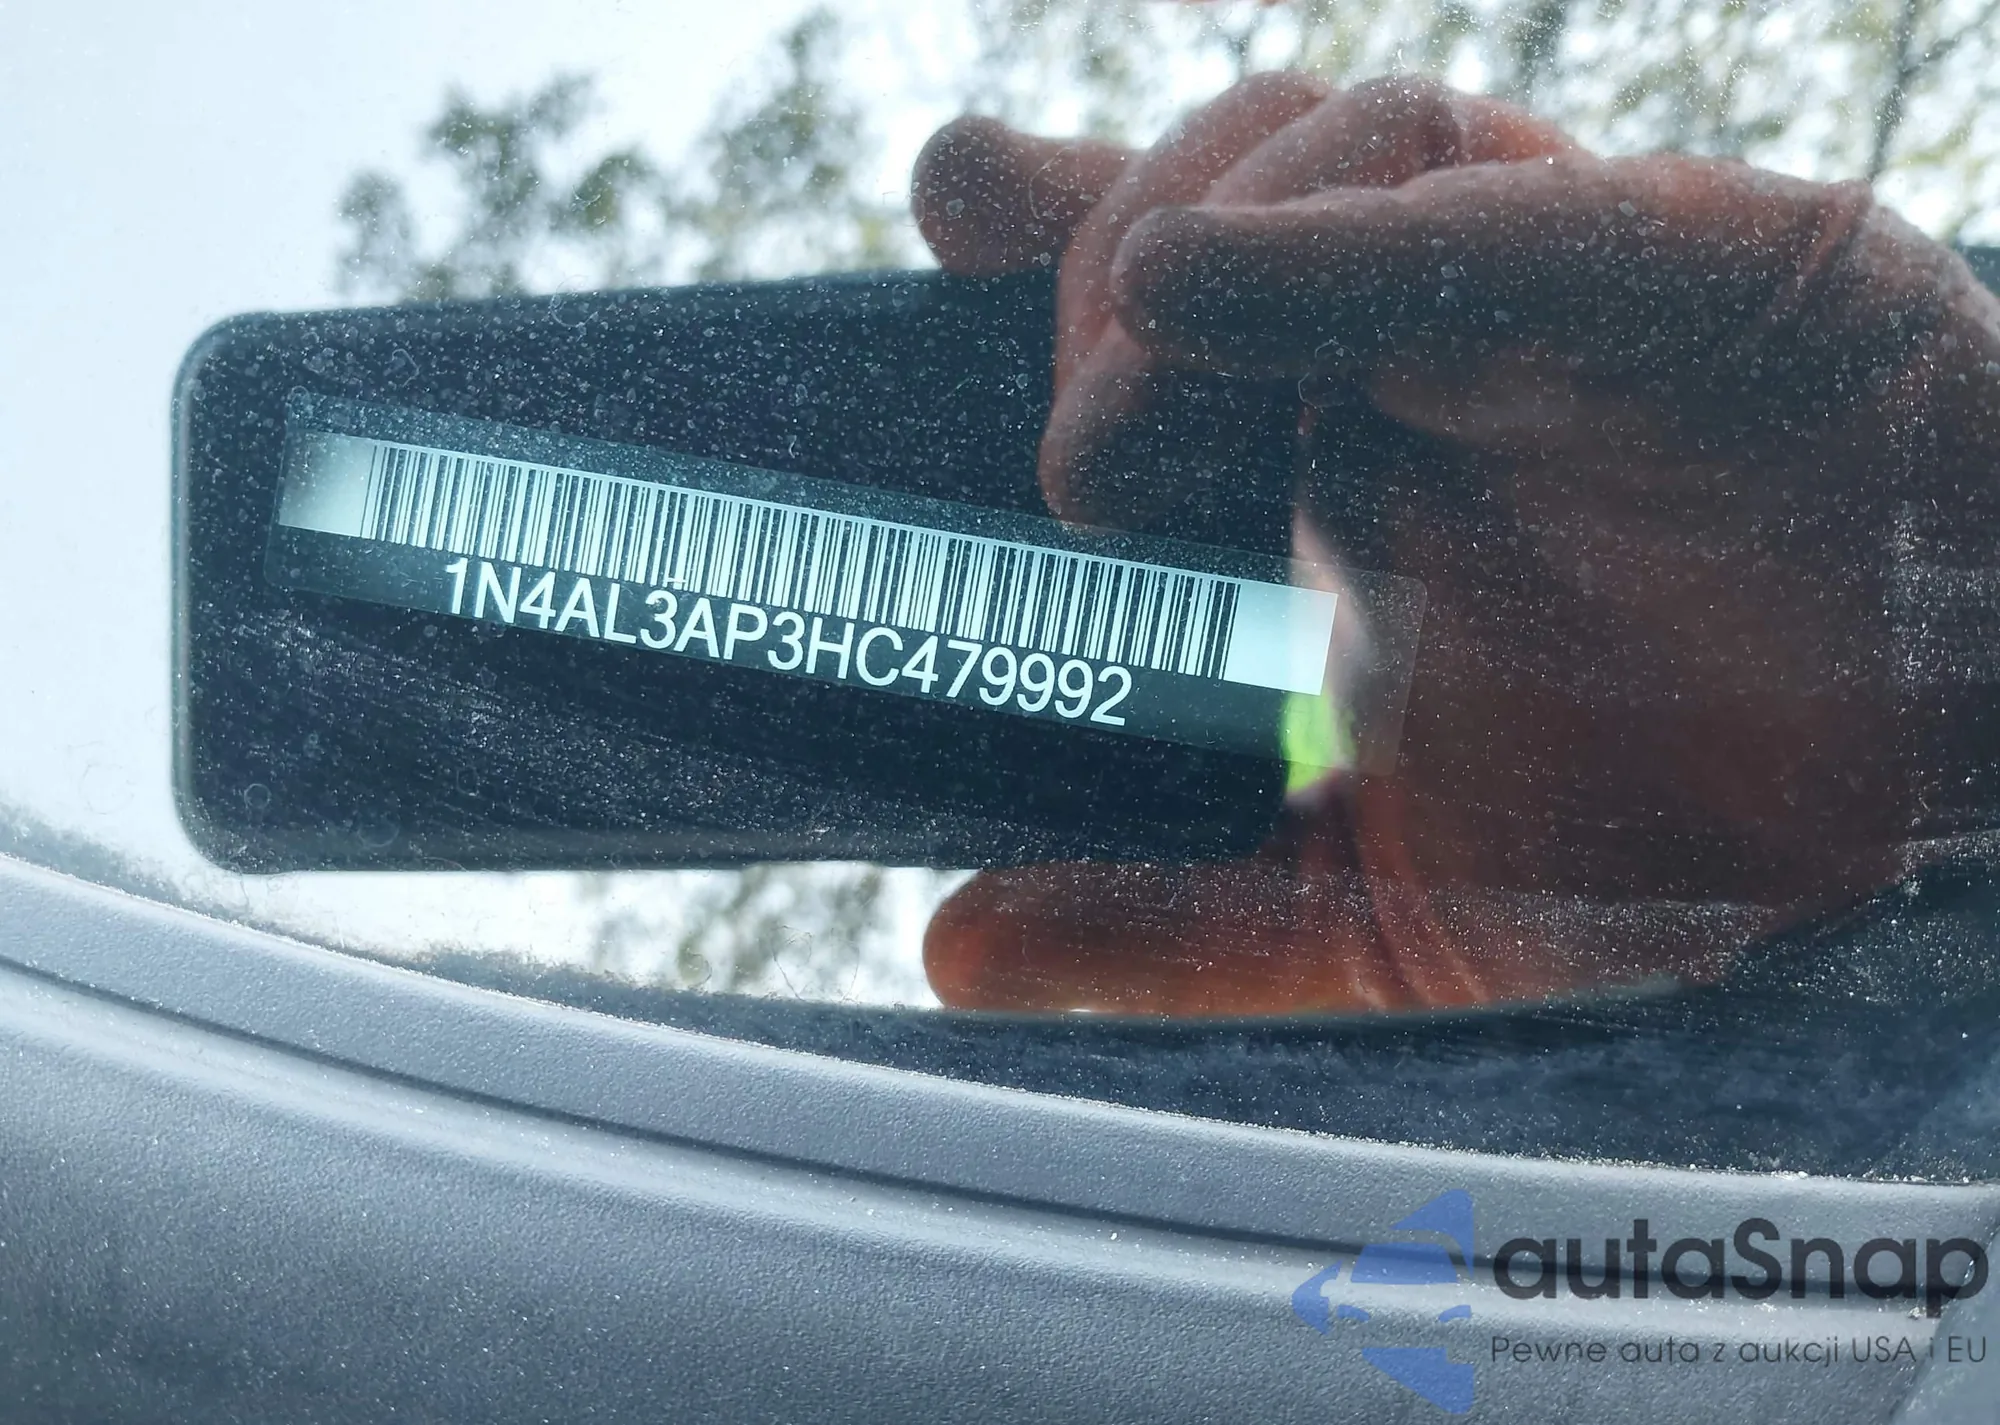 1N4AL3AP3HC479992
autaSnap
Pewne auta z aukcji USA i EU